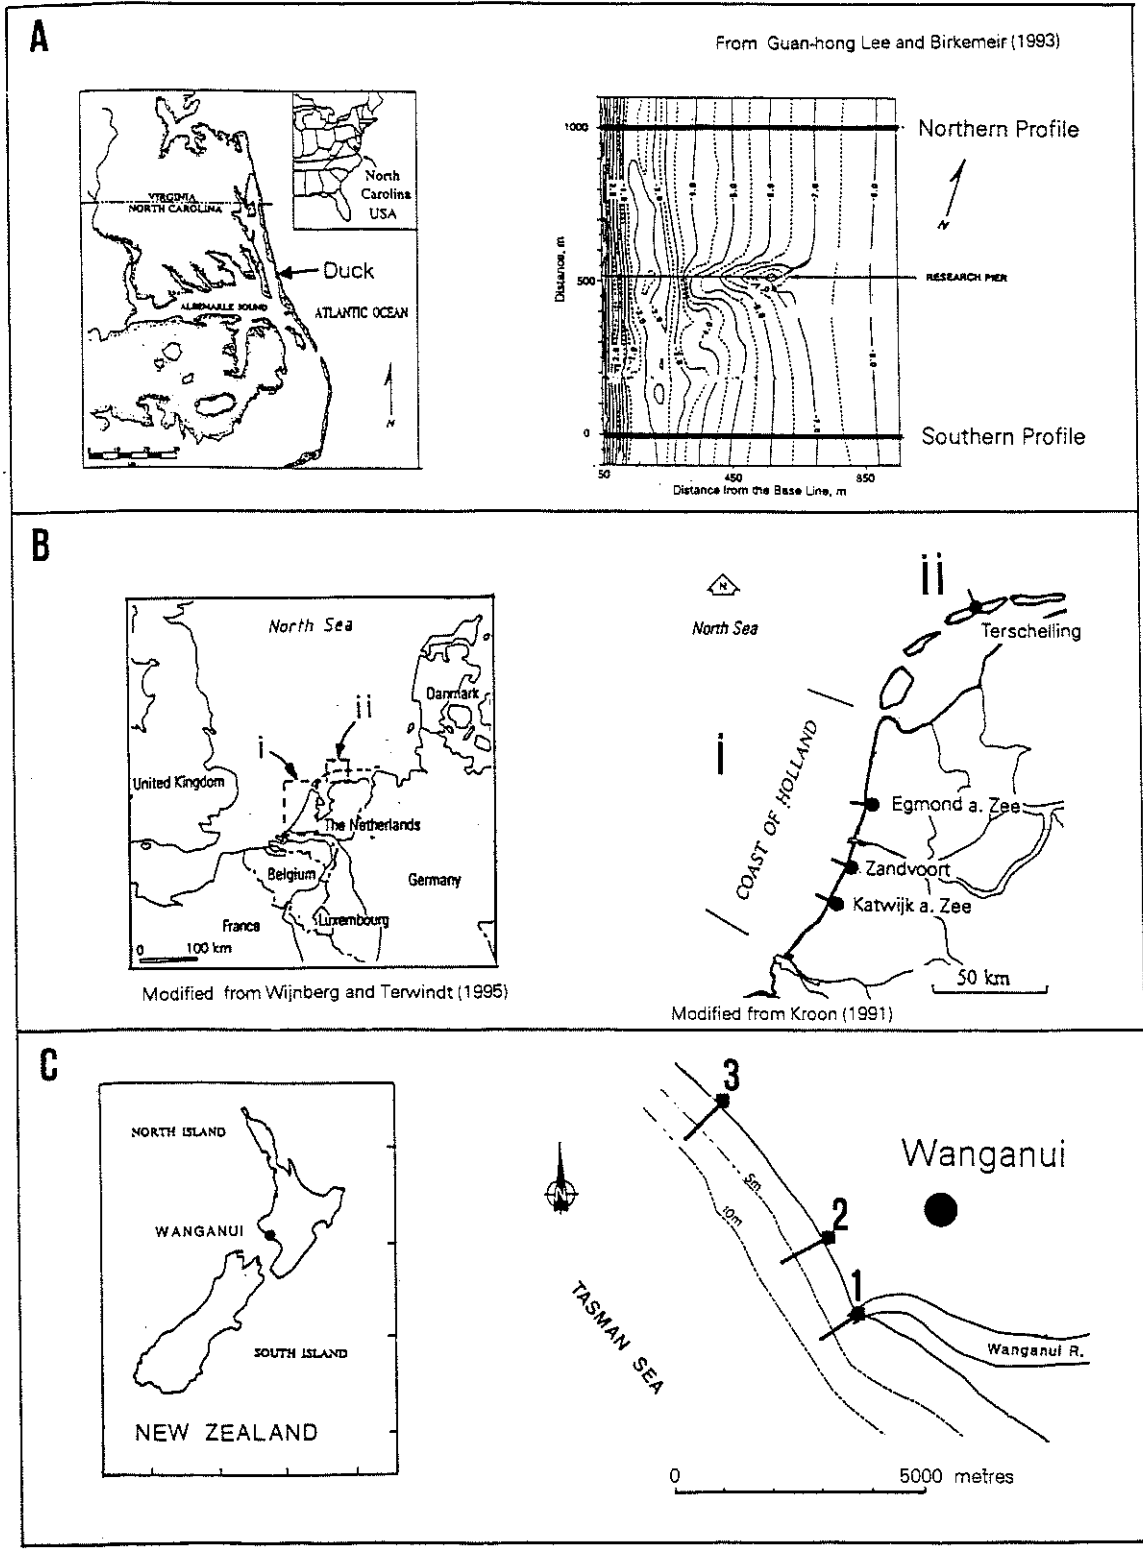 A
From Guan-hong Lee and Birkemeir (1993)
VIRGINIA
NORTH CAROLINA
North
Carolina
USA
Duck
ALBEMARLE SOUND
ATLANTIC OCEAN
N
1000
500
0
Distance, m
50
450
850
Distance from the Base Line, m
Northern Profile
N
RESEARCH PIER
Southern Profile
B
North Sea
Danmark
ii
i
United Kingdom
The Netherlands
Belgium
Germany
France
Luxembourg
0 100 km
Modified from Wijnberg and Terwindt (1995)
N
North Sea
ii
Terschelling
i
COAST OF HOLLAND
Egmond a. Zee
Zandvoort
Katwijk a. Zee
50 km
Modified from Kroon (1991)
C
NORTH ISLAND
WANGANUI
SOUTH ISLAND
NEW ZEALAND
N
TASMAN SEA
3
5m
10m
2
1
Wanganui
Wanganui R.
0 5000 metres